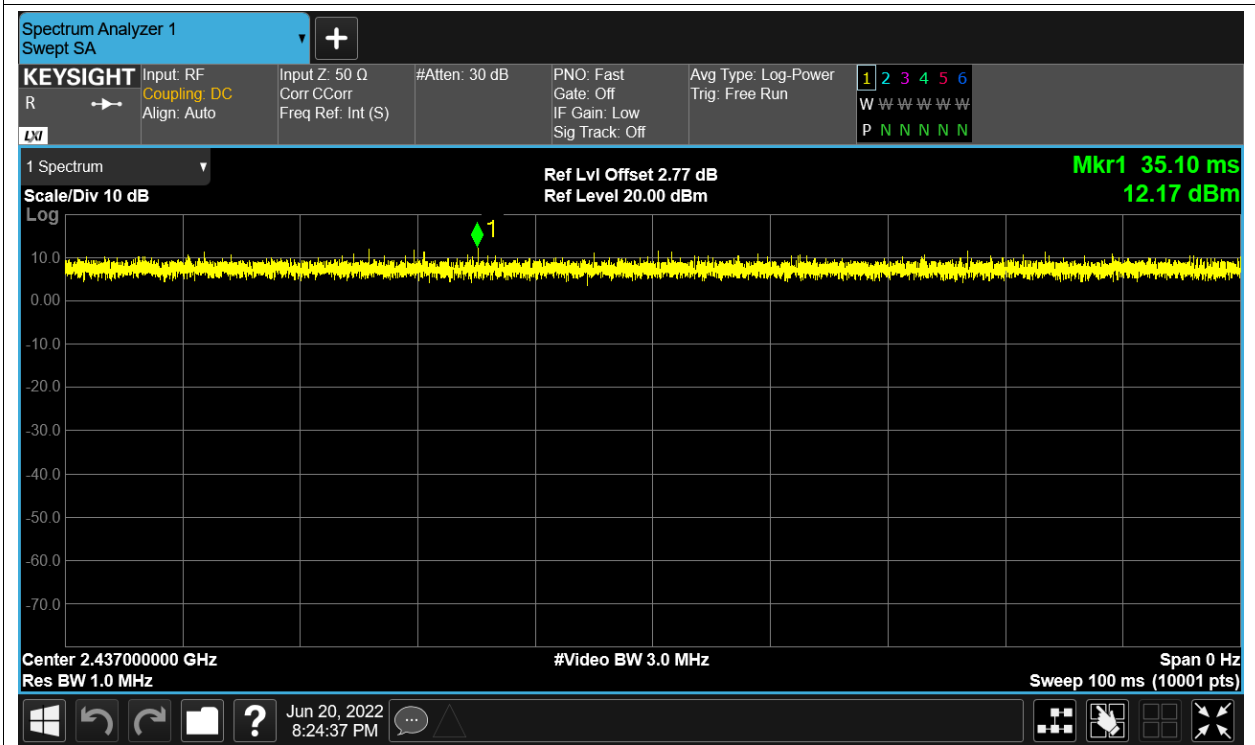 Spectrum Analyzer 1
Swept SA
▼
+
KEYSIGHT Input: RF Input Z: 50 Ω #Atten: 30 dB PNO: Fast Avg Type: Log-Power 1 2 3 4 5 6
R Coupling: DC Corr CCorr Gate: Off Trig: Free Run W W W W W W
Align: Auto Freq Ref: Int (S) IF Gain: Low
LXI Sig Track: Off P N N N N N
1 Spectrum ▼ Ref Lvl Offset 2.77 dB Mkr1 35.10 ms
Scale/Div 10 dB Ref Level 20.00 dBm 12.17 dBm
Log
1
10.0
0.00
-10.0
-20.0
-30.0
-40.0
-50.0
-60.0
-70.0
Center 2.437000000 GHz #Video BW 3.0 MHz Span 0 Hz
Res BW 1.0 MHz Sweep 100 ms (10001 pts)
? Jun 20, 2022
8:24:37 PM